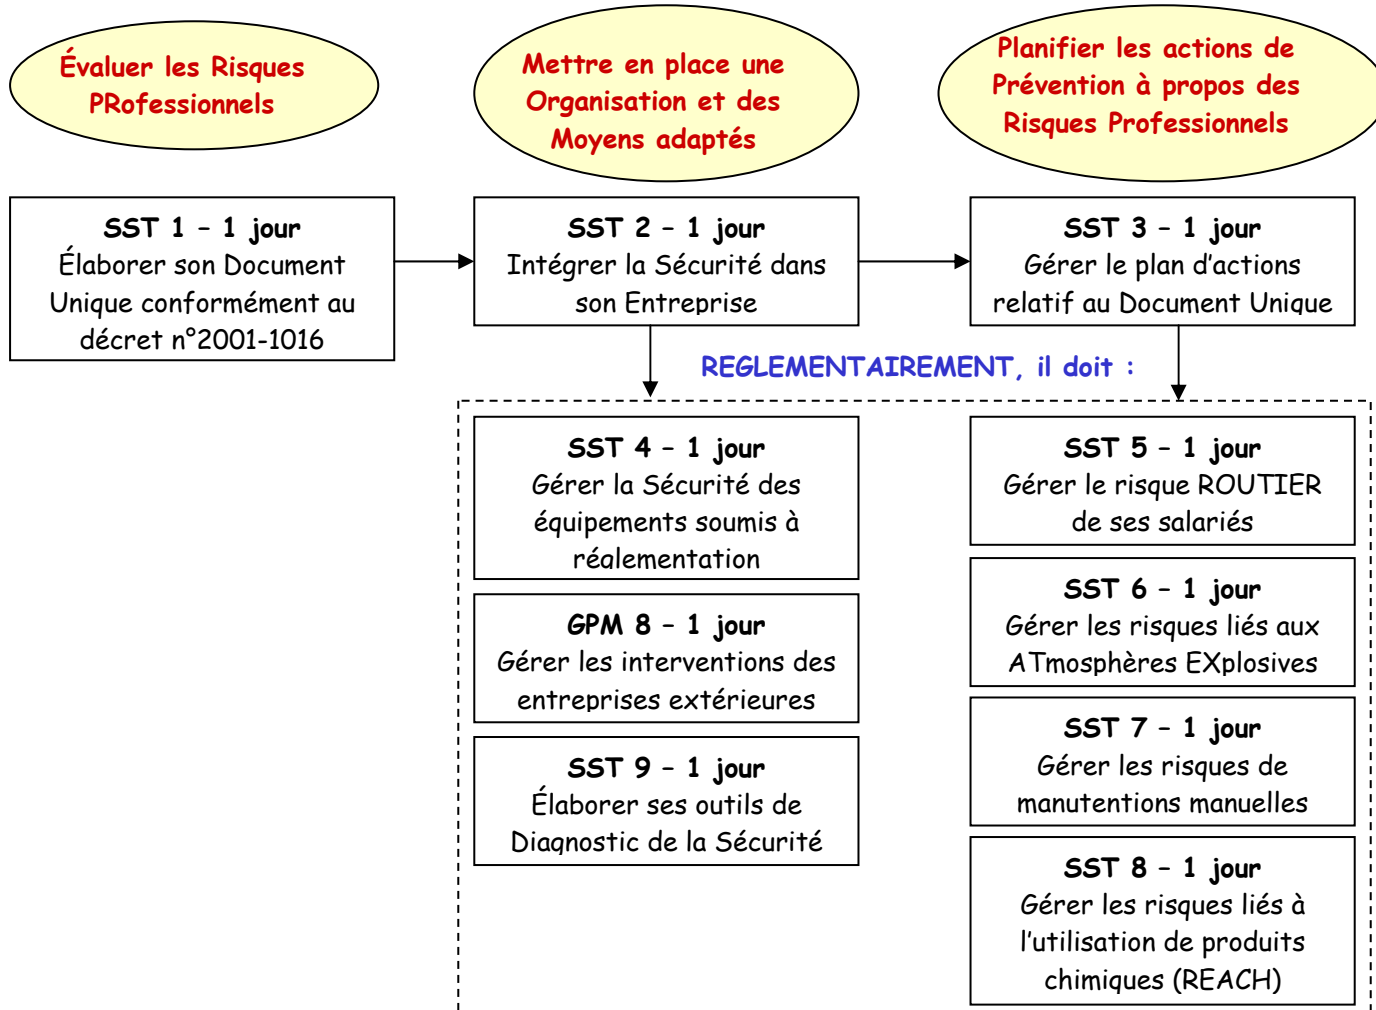 Évaluer les Risques
PRofessionnels
Mettre en place une
Organisation et des
Moyens adaptés
Planifier les actions de
Prévention à propos des
Risques Professionnels
SST 1 – 1 jour
Élaborer son Document
Unique conformément au
décret n°2001-1016
SST 2 – 1 jour
Intégrer la Sécurité dans
son Entreprise
SST 3 – 1 jour
Gérer le plan d’actions
relatif au Document Unique
REGLEMENTAIREMENT, il doit :
SST 4 – 1 jour
Gérer la Sécurité des
équipements soumis à
réglementation
GPM 8 – 1 jour
Gérer les interventions des
entreprises extérieures
SST 9 – 1 jour
Élaborer ses outils de
Diagnostic de la Sécurité
SST 5 – 1 jour
Gérer le risque ROUTIER
de ses salariés
SST 6 – 1 jour
Gérer les risques liés aux
ATmosphères EXplosives
SST 7 – 1 jour
Gérer les risques de
manutentions manuelles
SST 8 – 1 jour
Gérer les risques liés à
l’utilisation de produits
chimiques (REACH)